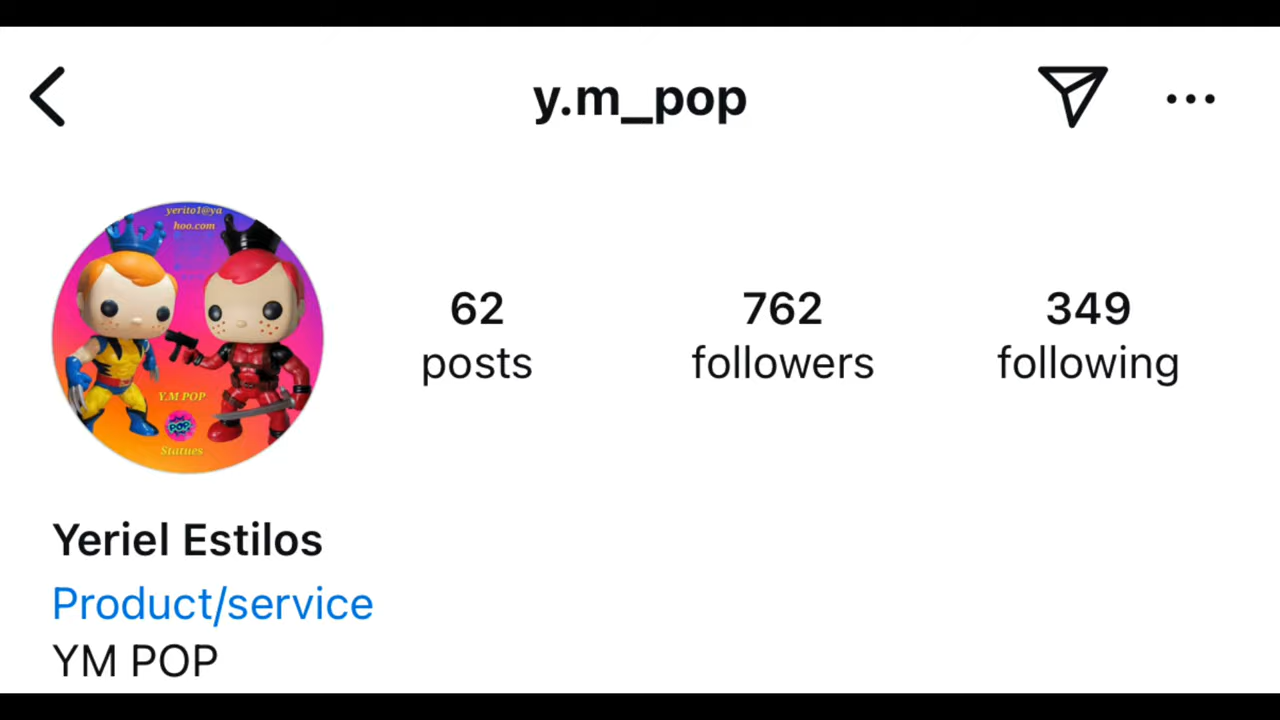 y.m_pop
yerito1@ya
hoo.com
Y.M POP
POP
Statues
62
posts
762
followers
349
following
Yeriel Estilos
Product/service
YM POP